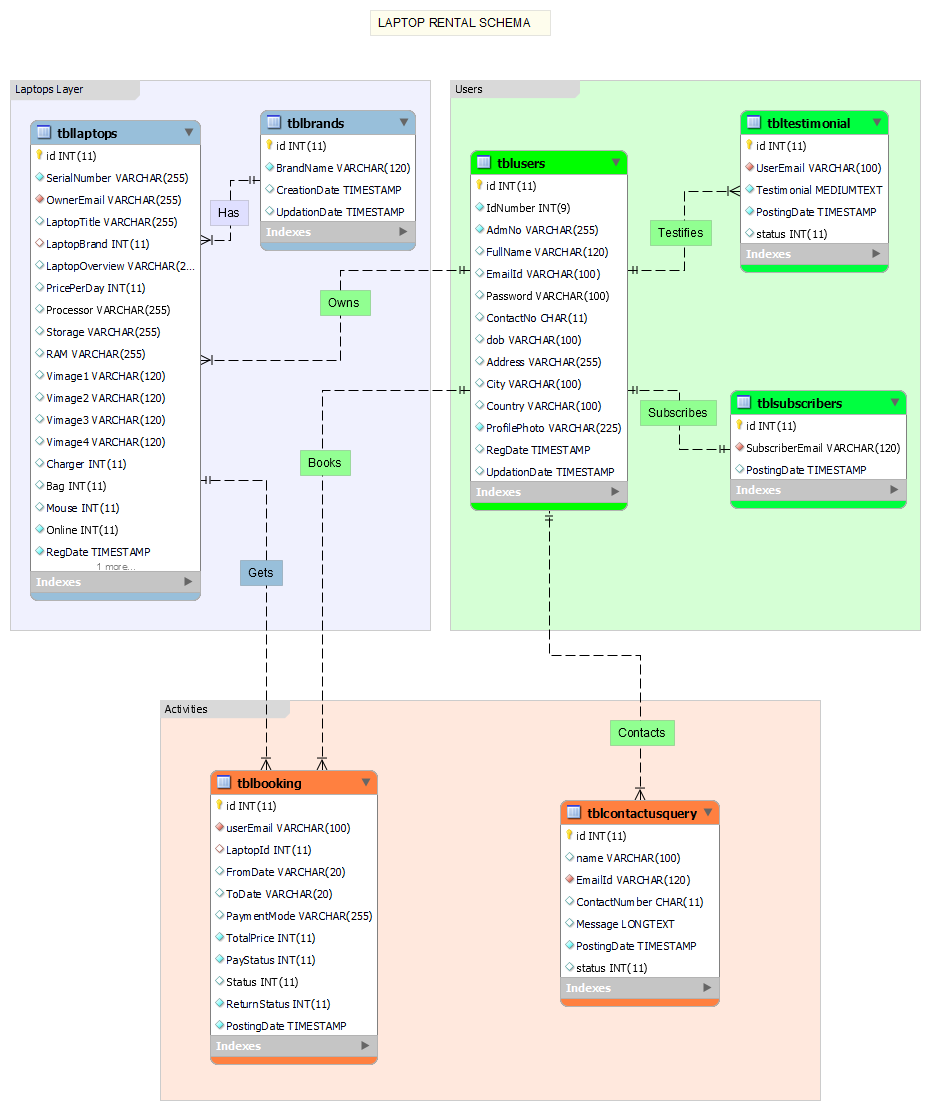 LAPTOP RENTAL SCHEMA
Laptops Layer
tbllaptops
id INT(11)
SerialNumber VARCHAR(255)
OwnerEmail VARCHAR(255)
LaptopTitle VARCHAR(255)
LaptopBrand INT(11)
LaptopOverview VARCHAR(2...
PricePerDay INT(11)
Processor VARCHAR(255)
Storage VARCHAR(255)
RAM VARCHAR(255)
Vimage1 VARCHAR(120)
Vimage2 VARCHAR(120)
Vimage3 VARCHAR(120)
Vimage4 VARCHAR(120)
Charger INT(11)
Bag INT(11)
Mouse INT(11)
Online INT(11)
RegDate TIMESTAMP
1 more...
Indexes
tblbrands
id INT(11)
BrandName VARCHAR(120)
CreationDate TIMESTAMP
UpdationDate TIMESTAMP
Indexes
Has
Owns
Books
Gets
Users
tblusers
id INT(11)
IdNumber INT(9)
AdmNo VARCHAR(255)
FullName VARCHAR(120)
EmailId VARCHAR(100)
Password VARCHAR(100)
ContactNo CHAR(11)
dob VARCHAR(100)
Address VARCHAR(255)
City VARCHAR(100)
Country VARCHAR(100)
ProfilePhoto VARCHAR(225)
RegDate TIMESTAMP
UpdationDate TIMESTAMP
Indexes
Testifies
Subscribes
tbltestimonial
id INT(11)
UserEmail VARCHAR(100)
Testimonial MEDIUMTEXT
PostingDate TIMESTAMP
status INT(11)
Indexes
tblsubscribers
id INT(11)
SubscriberEmail VARCHAR(120)
PostingDate TIMESTAMP
Indexes
Activities
Contacts
tblbooking
id INT(11)
userEmail VARCHAR(100)
LaptopId INT(11)
FromDate VARCHAR(20)
ToDate VARCHAR(20)
PaymentMode VARCHAR(255)
TotalPrice INT(11)
PayStatus INT(11)
Status INT(11)
ReturnStatus INT(11)
PostingDate TIMESTAMP
Indexes
tblcontactusquery
id INT(11)
name VARCHAR(100)
EmailId VARCHAR(120)
ContactNumber CHAR(11)
Message LONGTEXT
PostingDate TIMESTAMP
status INT(11)
Indexes